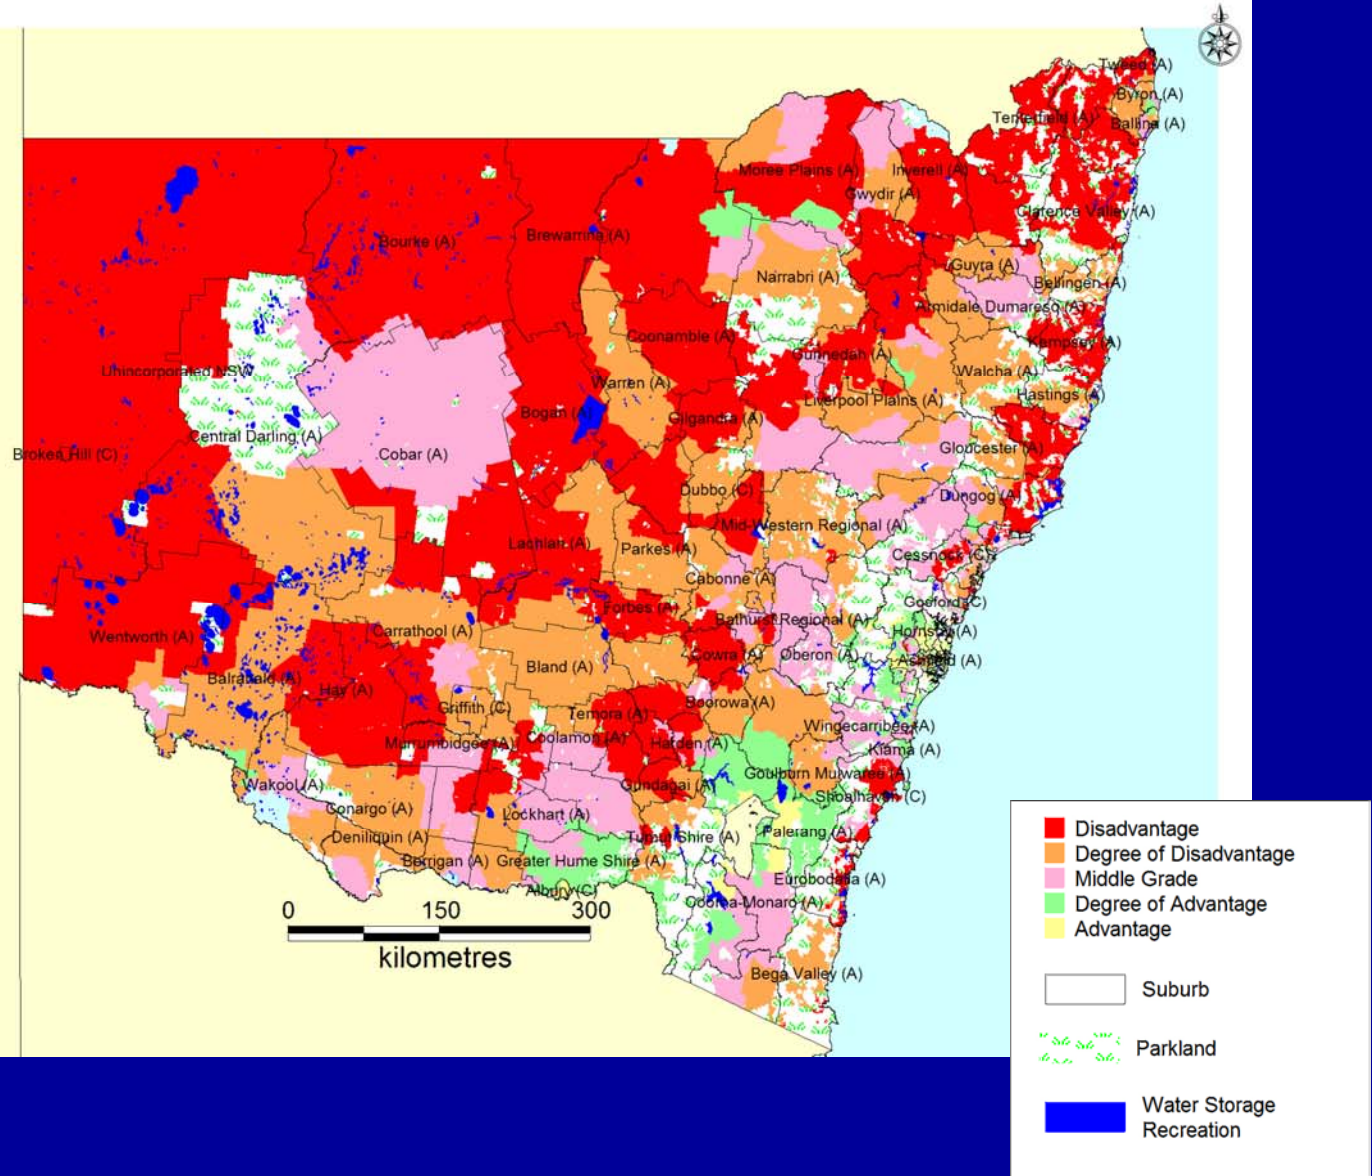 Tweed (A)
Byron (A)
Tenterfield (A)
Ballina (A)
Moree Plains (A)
Inverell (A)
Gwydir (A)
Clarence Valley (A)
Bourke (A)
Brewarrina (A)
Guyra (A)
Narrabri (A)
Bellingen (A)
Armidale Dumaresq (A)
Coonamble (A)
Kempsey (A)
Gunnedah (A)
Unincorporated NSW
Walcha (A)
Warren (A)
Hastings (A)
Liverpool Plains (A)
Bogan (A)
Gilgandra (A)
Central Darling (A)
Gloucester (A)
Broken Hill (C)
Cobar (A)
Dubbo (C)
Dungog (A)
Mid-Western Regional (A)
Lachlan (A)
Parkes (A)
Cessnock (C)
Cabonne (A)
Gosford (C)
Forbes (A)
Bathurst Regional (A)
Carrathool (A)
Hornsby (A)
Wentworth (A)
Cowra (A)
Oberon (A)
Ashfield (A)
Bland (A)
Balranald (A)
Hay (A)
Boorowa (A)
Griffith (C)
Temora (A)
Wingecarribee (A)
Murrumbidgee (A)
Coolamon (A)
Harden (A)
Kiama (A)
Goulburn Mulwaree (A)
Wakool (A)
Gundagai (A)
Shoalhaven (C)
Conargo (A)
Lockhart (A)
Deniliquin (A)
Tumut Shire (A)
Palerang (A)
Berrigan (A)
Greater Hume Shire (A)
Eurobodalla (A)
Albury (C)
Cooma-Monaro (A)
Bega Valley (A)
0 150 300
kilometres
Disadvantage
Degree of Disadvantage
Middle Grade
Degree of Advantage
Advantage
Suburb
Parkland
Water Storage
Recreation